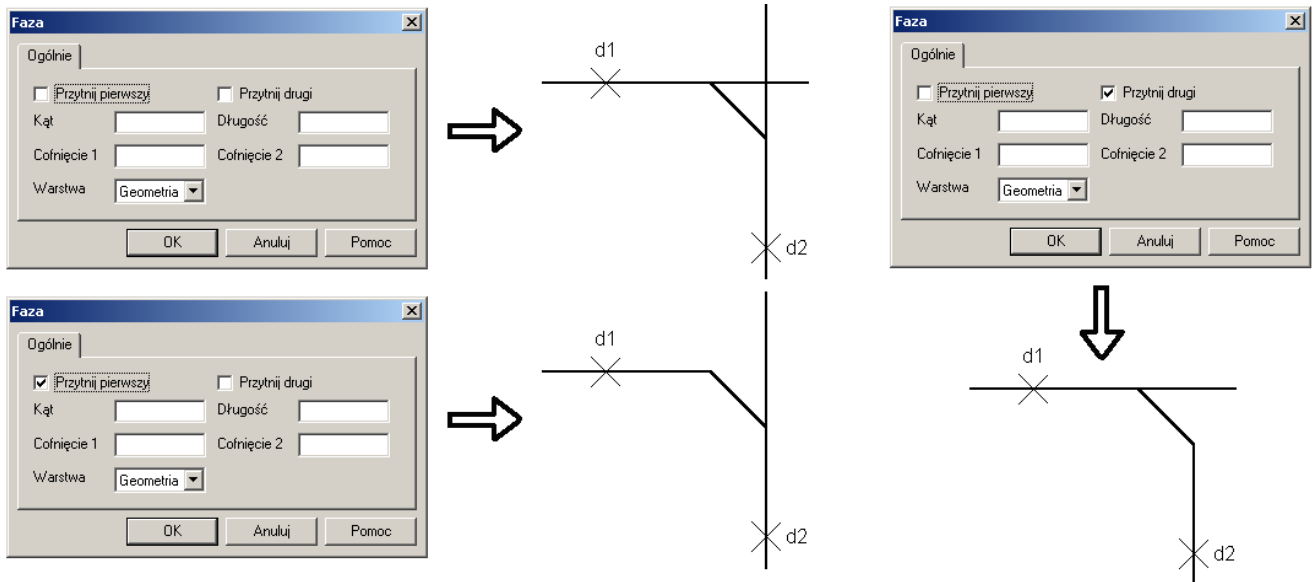 Faza
Ogólnie
Przytnij pierwszy Przytnij drugi
Kąt Długość
Cofnięcie 1 Cofnięcie 2
Warstwa Geometria
OK Anuluj Pomoc
d1
d2
Faza
Ogólnie
Przytnij pierwszy Przytnij drugi
Kąt Długość
Cofnięcie 1 Cofnięcie 2
Warstwa Geometria
OK Anuluj Pomoc
Faza
Ogólnie
Przytnij pierwszy Przytnij drugi
Kąt Długość
Cofnięcie 1 Cofnięcie 2
Warstwa Geometria
OK Anuluj Pomoc
d1
d2
d1
d2